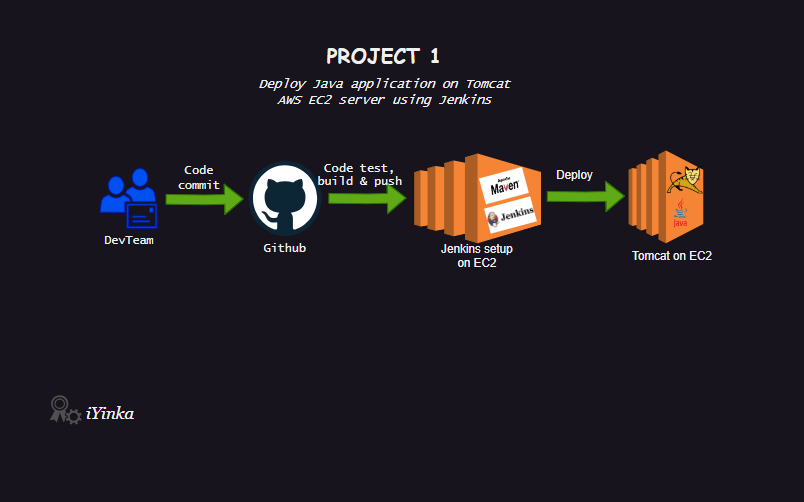 PROJECT 1
Deploy Java application on Tomcat
AWS EC2 server using Jenkins
Code
commit
Code test,
build & push
Deploy
Apache
Maven
Jenkins
Java
DevTeam
Github
Jenkins setup
on EC2
Tomcat on EC2
iYinka